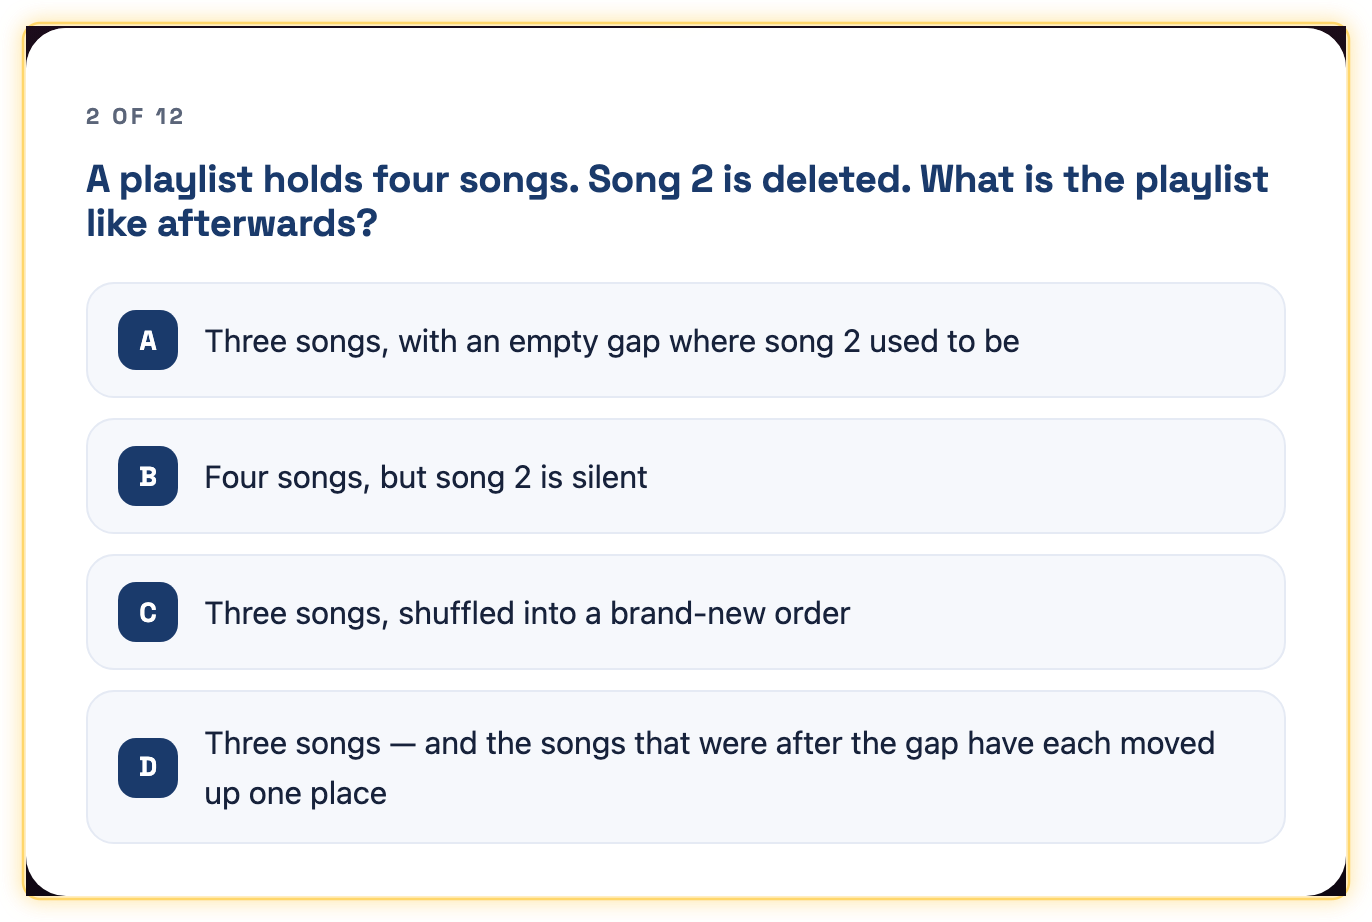 2 OF 12
A playlist holds four songs. Song 2 is deleted. What is the playlist
like afterwards?
A
Three songs, with an empty gap where song 2 used to be
B
Four songs, but song 2 is silent
C
Three songs, shuffled into a brand-new order
D
Three songs — and the songs that were after the gap have each moved
up one place